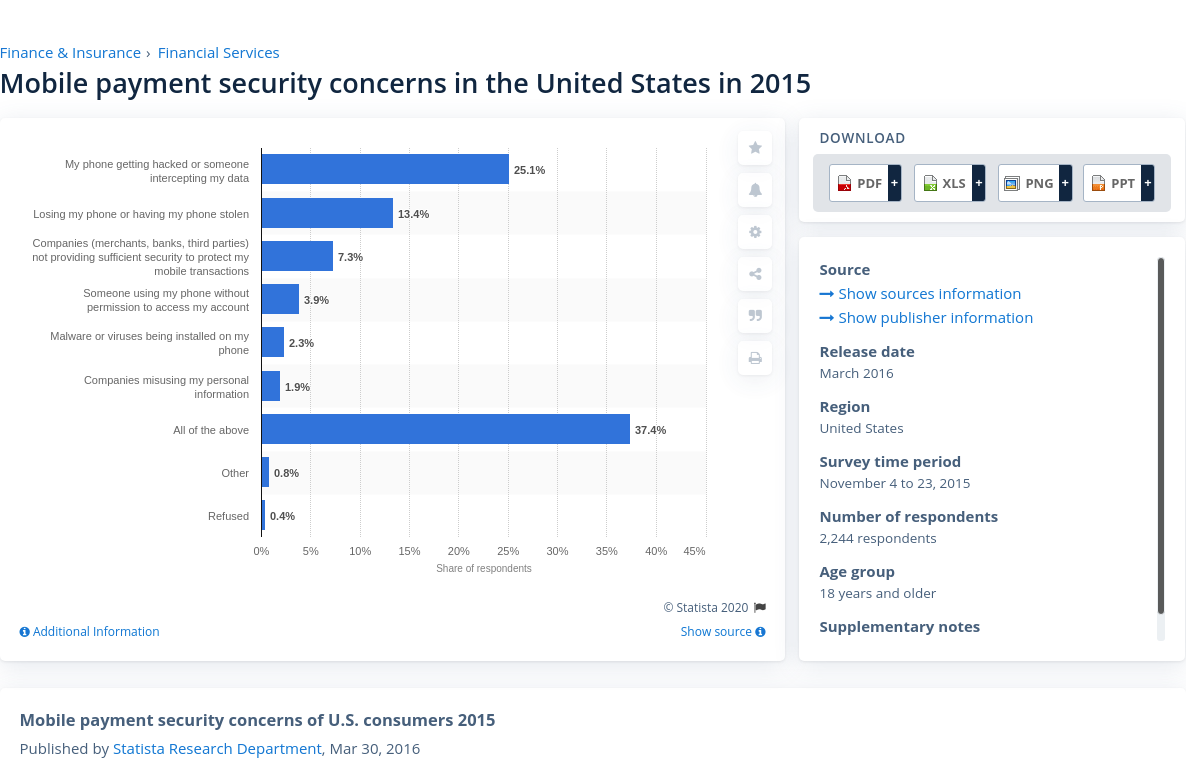 Finance & Insurance › Financial Services
Mobile payment security concerns in the United States in 2015
My phone getting hacked or someone
intercepting my data
25.1%
Losing my phone or having my phone stolen
13.4%
Companies (merchants, banks, third parties)
not providing sufficient security to protect my
mobile transactions
7.3%
Someone using my phone without
permission to access my account
3.9%
Malware or viruses being installed on my
phone
2.3%
Companies misusing my personal
information
1.9%
All of the above
37.4%
Other
0.8%
Refused
0.4%
0% 5% 10% 15% 20% 25% 30% 35% 40% 45%
Share of respondents
© Statista 2020
Additional Information
Show source
DOWNLOAD
PDF + XLS + PNG + PPT +
Source
Show sources information
Show publisher information
Release date
March 2016
Region
United States
Survey time period
November 4 to 23, 2015
Number of respondents
2,244 respondents
Age group
18 years and older
Supplementary notes
Mobile payment security concerns of U.S. consumers 2015
Published by Statista Research Department, Mar 30, 2016